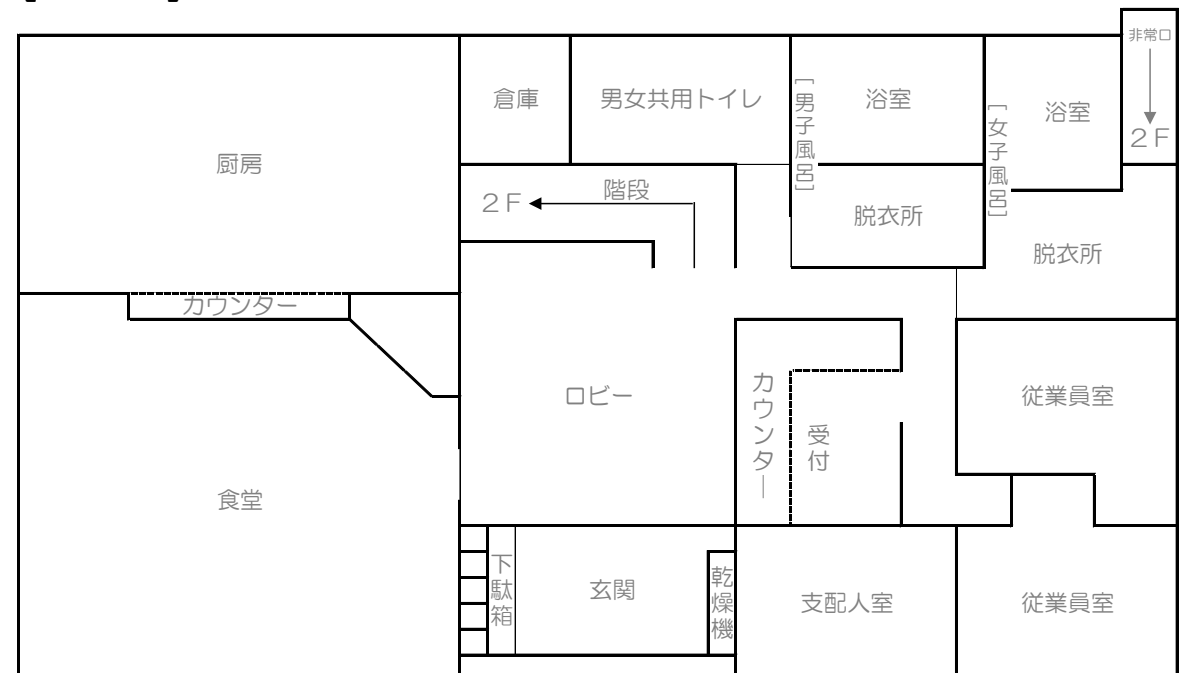 非常口
2F
倉庫
男女共用トイレ
[男子風呂]
浴室
[女子風呂]
浴室
厨房
2F
階段
脱衣所
脱衣所
カウンター
ロビー
カウンター
受付
従業員室
食堂
下駄箱
玄関
乾燥機
支配人室
従業員室